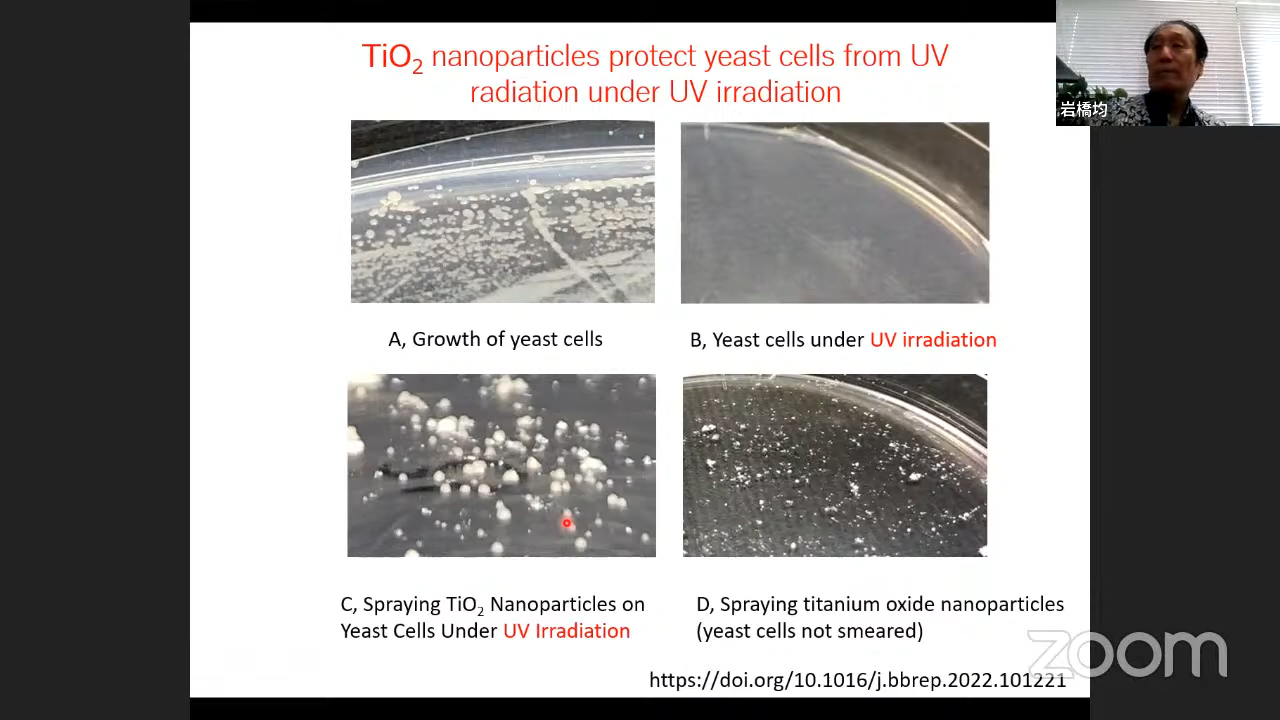 TiO₂ nanoparticles protect yeast cells from UV
radiation under UV irradiation
岩橋均
A, Growth of yeast cells
B, Yeast cells under UV irradiation
C, Spraying TiO₂ Nanoparticles on
Yeast Cells Under UV Irradiation
D, Spraying titanium oxide nanoparticles
(yeast cells not smeared)
https://doi.org/10.1016/j.bbrep.2022.101221
zoom